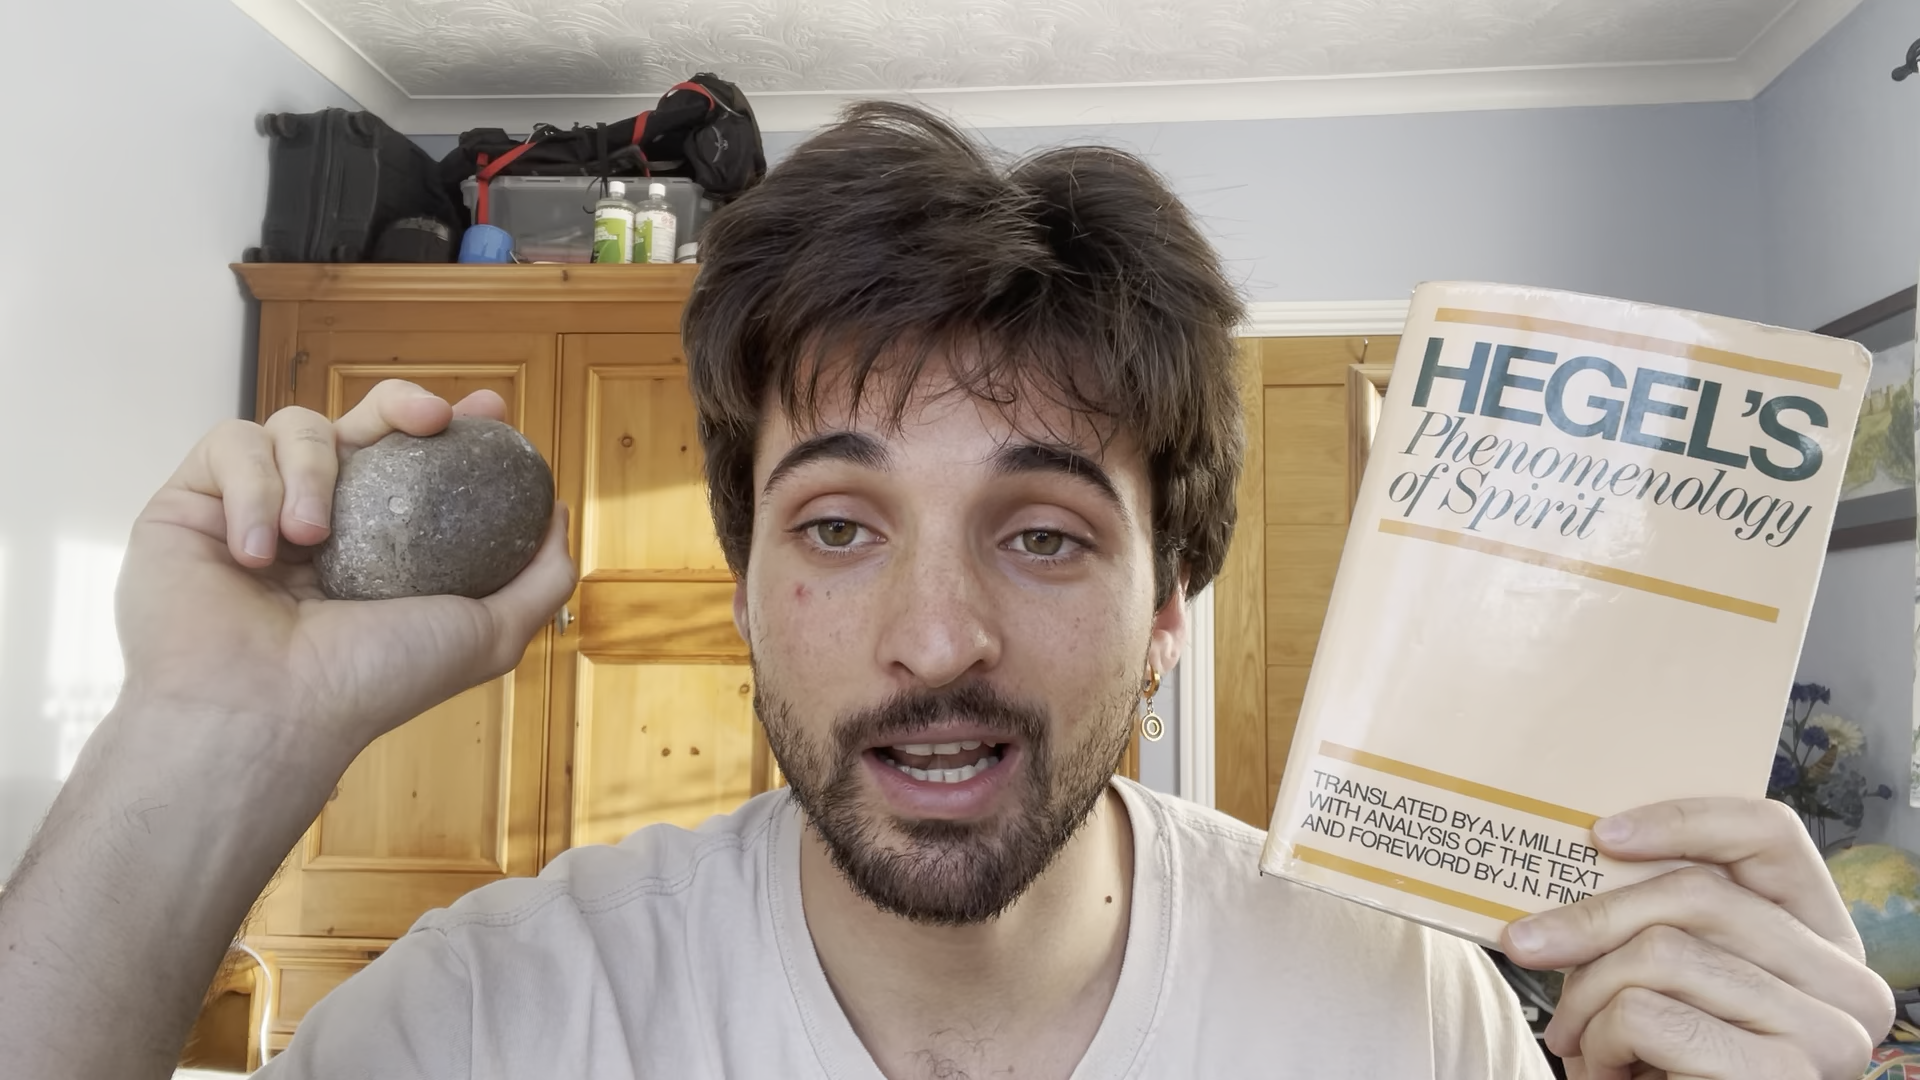 HEGEL'S
Phenomenology
of Spirit
TRANSLATED BY A.V. MILLER
WITH ANALYSIS OF THE TEXT
AND FOREWORD BY J. N.